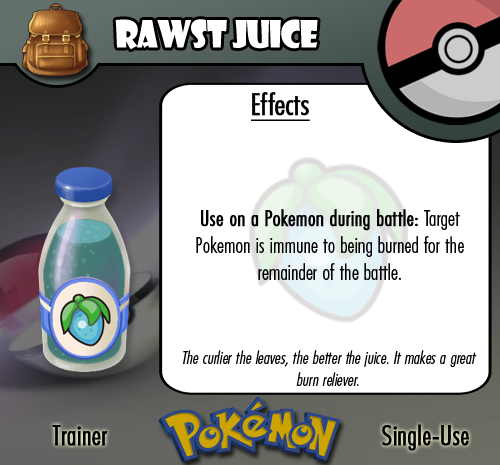 RAWST JUICE
Effects
Use on a Pokemon during battle: Target
Pokemon is immune to being burned for the
remainder of the battle.
The curlier the leaves, the better the juice. It makes a great
burn reliever.
Trainer
POKéMON
Single-Use